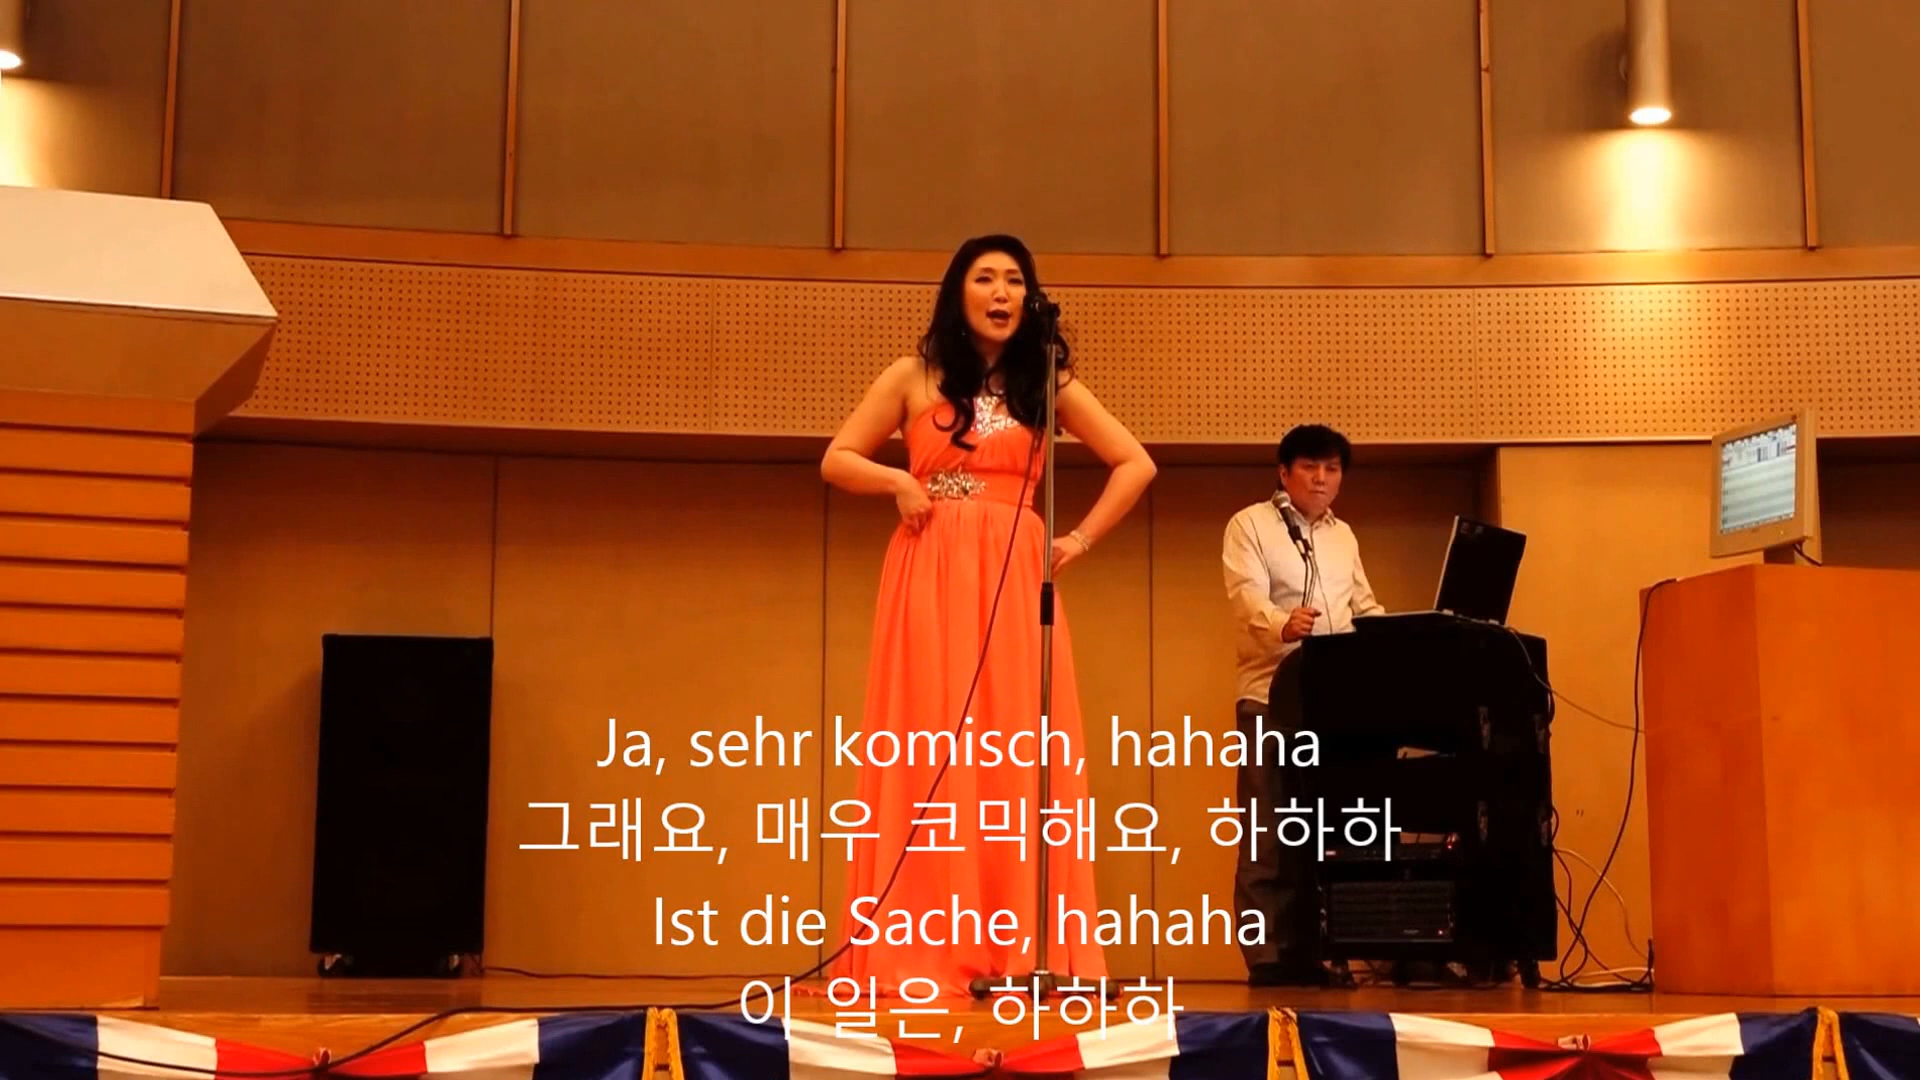 Ja, sehr komisch, hahaha
그래요, 매우 코믹해요, 하하하
Ist die Sache, hahaha
이 일은, 하하하